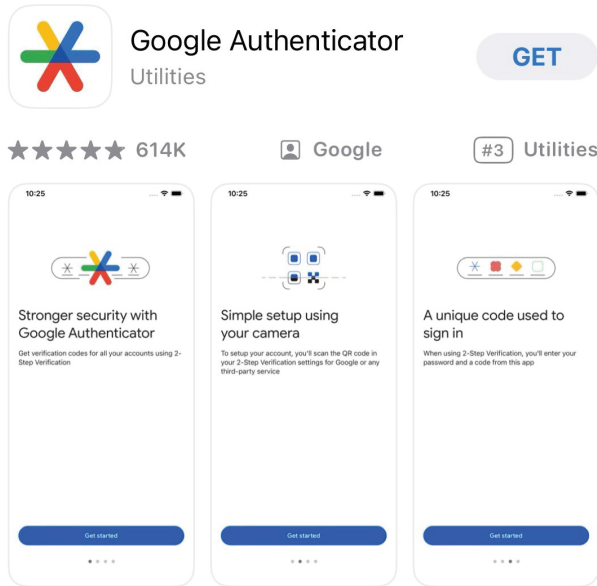 Google Authenticator
Utilities
GET
614K
Google
#3 Utilities
10:25
Stronger security with
Google Authenticator
Get verification codes for all your accounts using 2-
Step Verification
Get started
10:25
Simple setup using
your camera
To setup your account, you'll scan the QR code in
your 2-Step Verification settings for Google or any
third-party service
Get started
10:25
A unique code used to
sign in
When using 2-Step Verification, you'll enter your
password and a code from this app
Get started